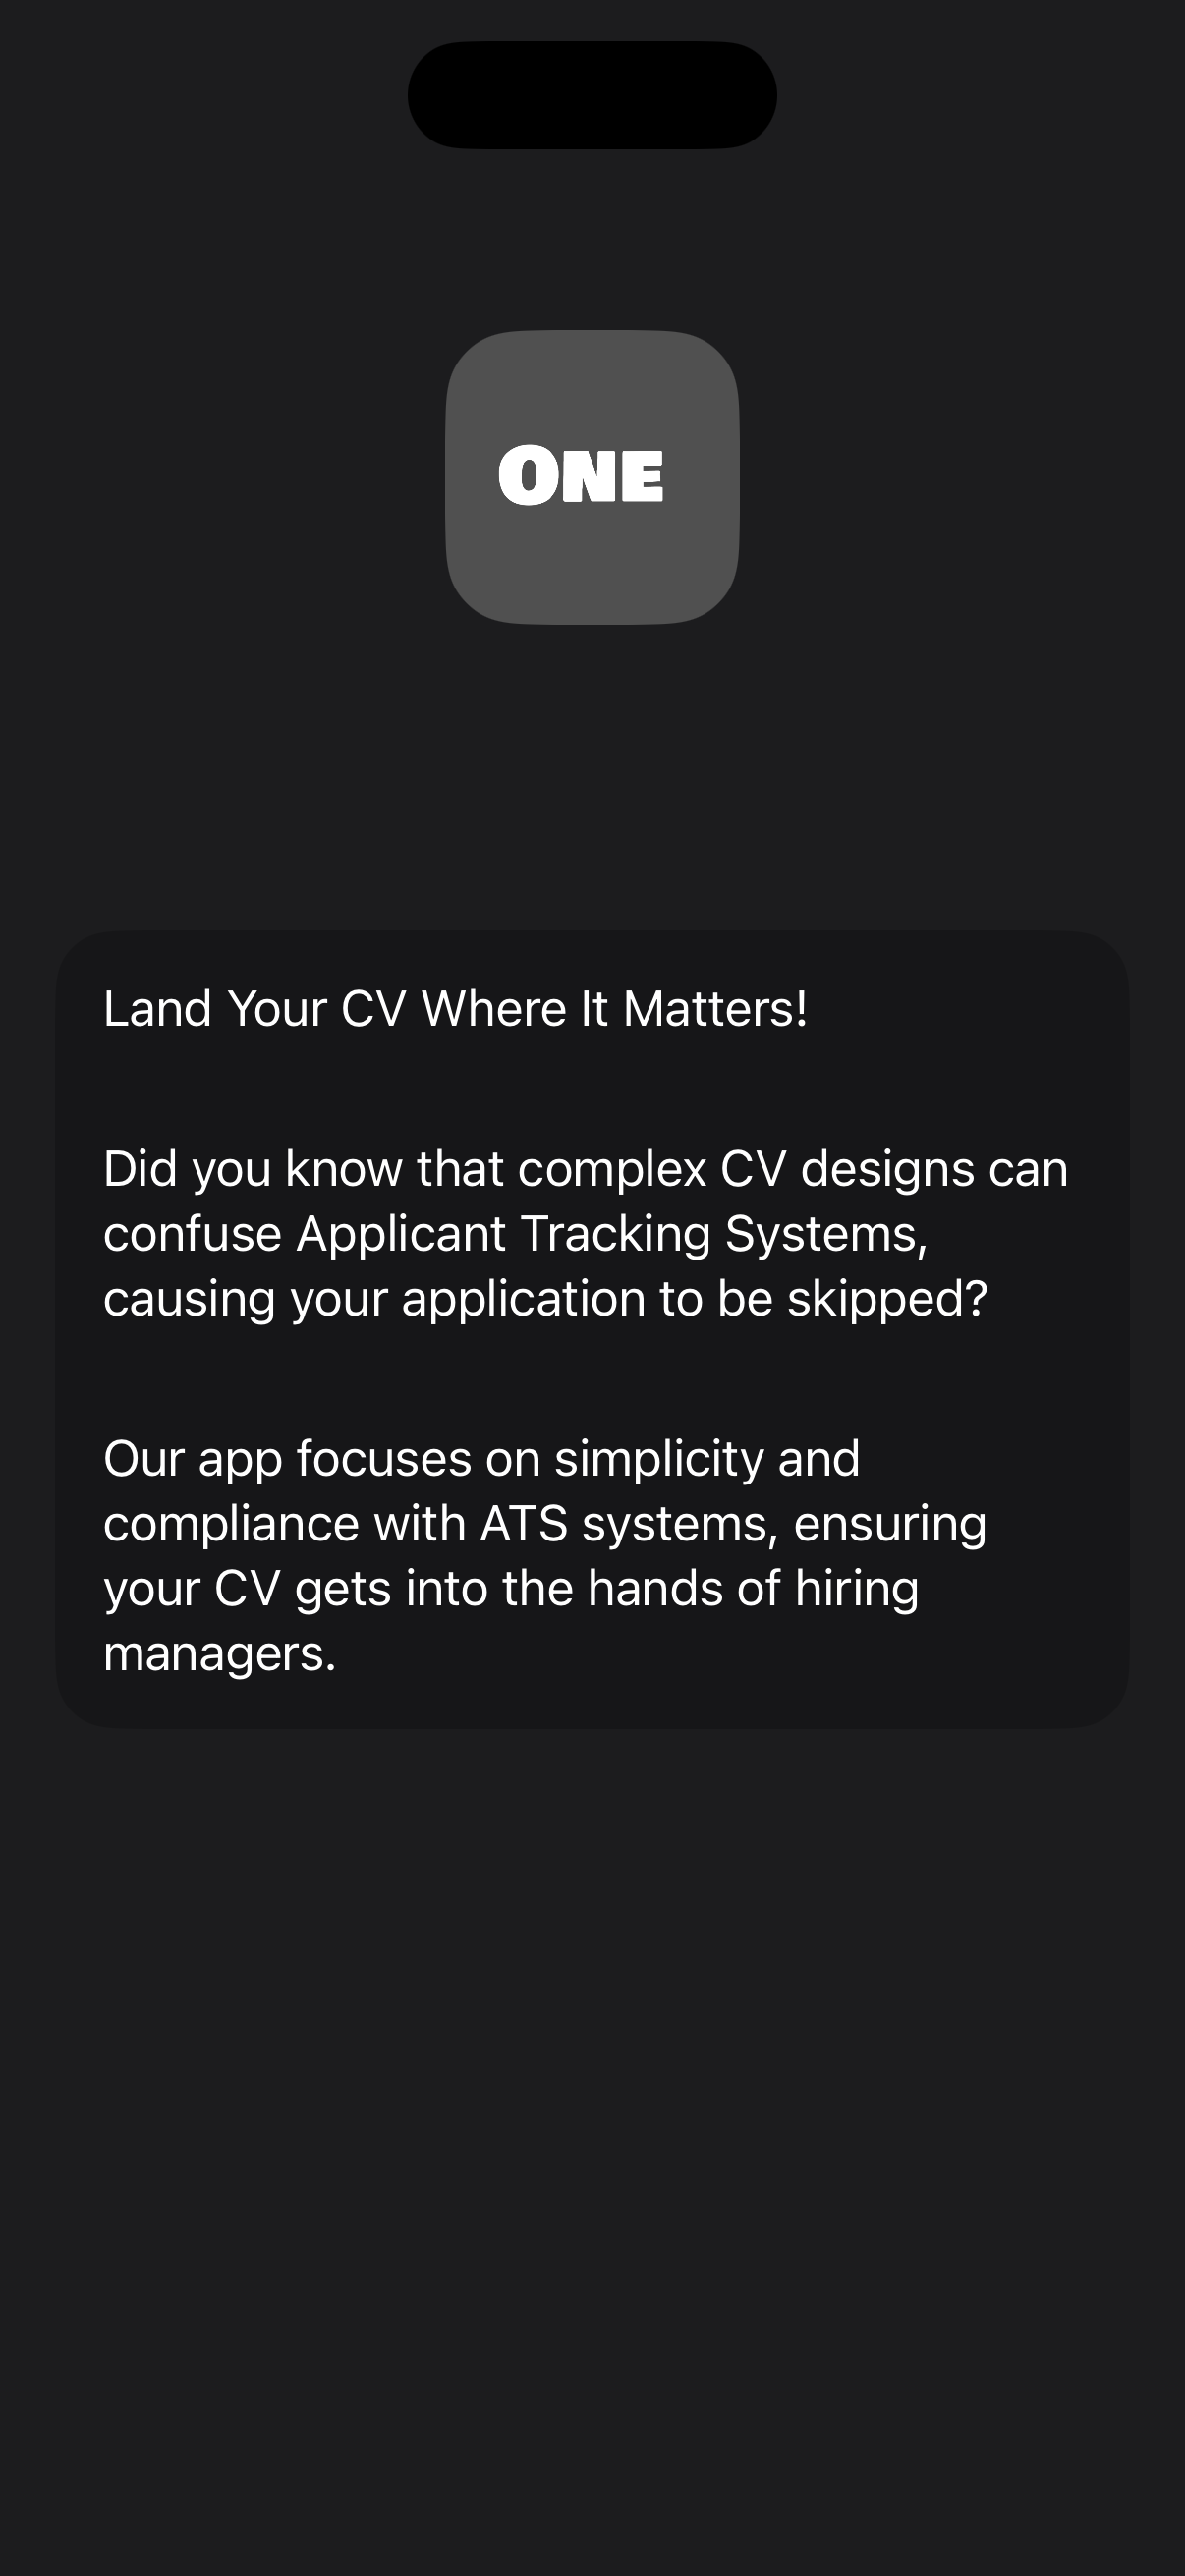 ONE
Land Your CV Where It Matters!
Did you know that complex CV designs can
confuse Applicant Tracking Systems,
causing your application to be skipped?
Our app focuses on simplicity and
compliance with ATS systems, ensuring
your CV gets into the hands of hiring
managers.